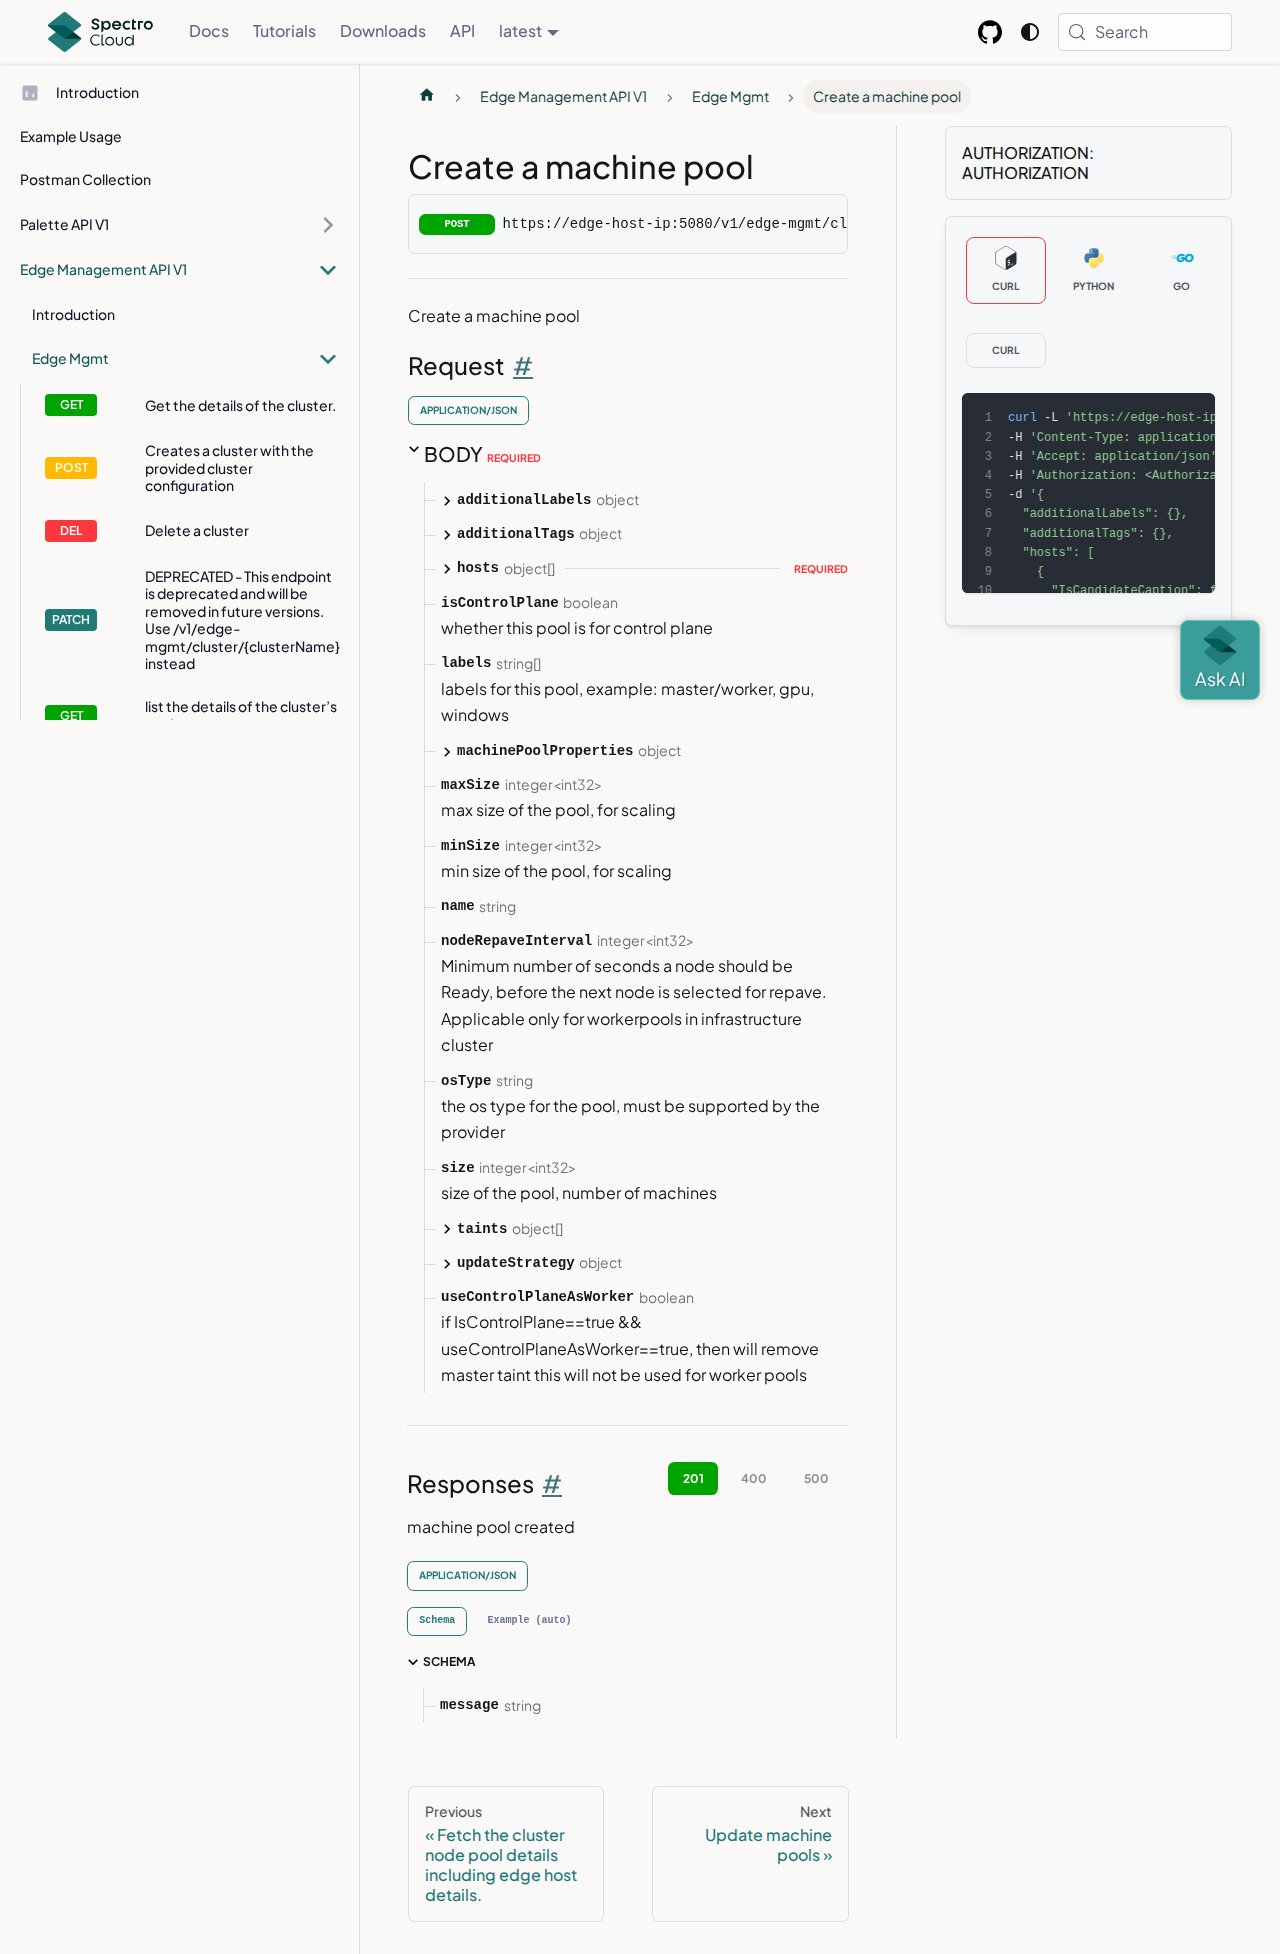 Spectro Cloud
Docs
Tutorials
Downloads
API
latest
Search
Introduction
Example Usage
Postman Collection
Palette API V1
Edge Management API V1
Introduction
Edge Mgmt
GET
Get the details of the cluster.
POST
Creates a cluster with the
provided cluster
configuration
DEL
Delete a cluster
PATCH
DEPRECATED - This endpoint
is deprecated and will be
removed in future versions.
Use /v1/edge-
mgmt/cluster/{clusterName}
instead
GET
list the details of the cluster's
Edge Management API V1
Edge Mgmt
Create a machine pool
Create a machine pool
POST
https://edge-host-ip:5080/v1/edge-mgmt/cl
Create a machine pool
Request #
APPLICATION/JSON
BODY REQUIRED
additionalLabels object
additionalTags object
hosts object[] REQUIRED
isControlPlane boolean
whether this pool is for control plane
labels string[]
labels for this pool, example: master/worker, gpu,
windows
machinePoolProperties object
maxSize integer<int32>
max size of the pool, for scaling
minSize integer<int32>
min size of the pool, for scaling
name string
nodeRepaveInterval integer<int32>
Minimum number of seconds a node should be
Ready, before the next node is selected for repave.
Applicable only for workerpools in infrastructure
cluster
osType string
the os type for the pool, must be supported by the
provider
size integer<int32>
size of the pool, number of machines
taints object[]
updateStrategy object
useControlPlaneAsWorker boolean
if IsControlPlane==true &&
useControlPlaneAsWorker==true, then will remove
master taint this will not be used for worker pools
Responses #
201
400
500
machine pool created
APPLICATION/JSON
Schema
Example (auto)
SCHEMA
message string
Previous
« Fetch the cluster
node pool details
including edge host
details.
Next
Update machine
pools »
AUTHORIZATION:
AUTHORIZATION
CURL
PYTHON
GO
GO
CURL
1 curl -L 'https://edge-host-ip
2 -H 'Content-Type: application
3 -H 'Accept: application/json'
4 -H 'Authorization: <Authoriza
5 -d '{
6 "additionalLabels": {},
7 "additionalTags": {},
8 "hosts": [
9 {
10 "IsCandidateCaption": f
Ask AI